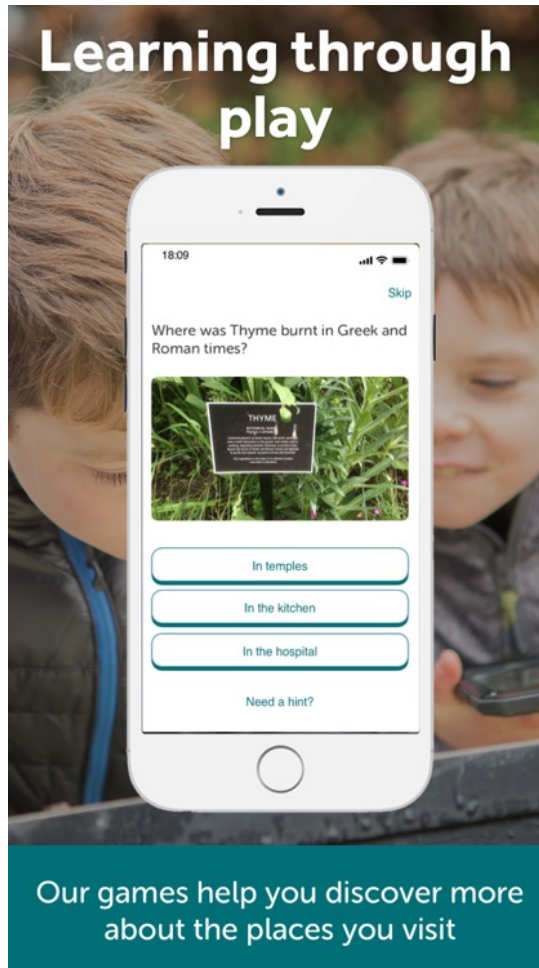 Learning through
play
18:09
Skip
Where was Thyme burnt in Greek and
Roman times?
THYME
In temples
In the kitchen
In the hospital
Need a hint?
Our games help you discover more
about the places you visit